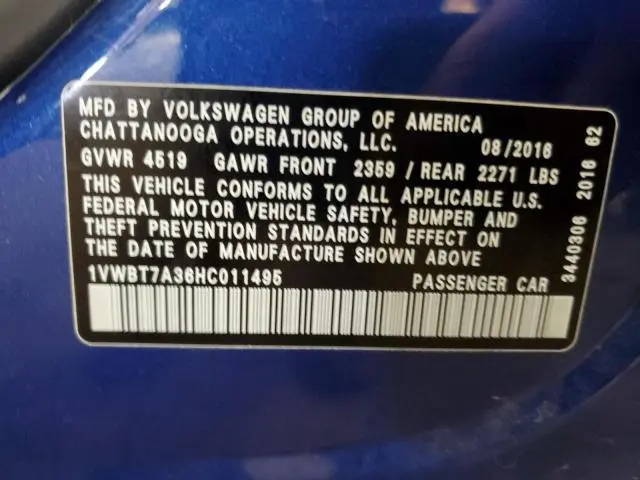 MFD BY VOLKSWAGEN GROUP OF AMERICA
CHATTANOOGA OPERATIONS, LLC. 08/2016
GVWR 4519 GAWR FRONT 2359 / REAR 2271 LBS
THIS VEHICLE CONFORMS TO ALL APPLICABLE U.S.
FEDERAL MOTOR VEHICLE SAFETY, BUMPER AND
THEFT PREVENTION STANDARDS IN EFFECT ON
THE DATE OF MANUFACTURE SHOWN ABOVE
1VWBT7A36HC011495 PASSENGER CAR
3440306 2016 62